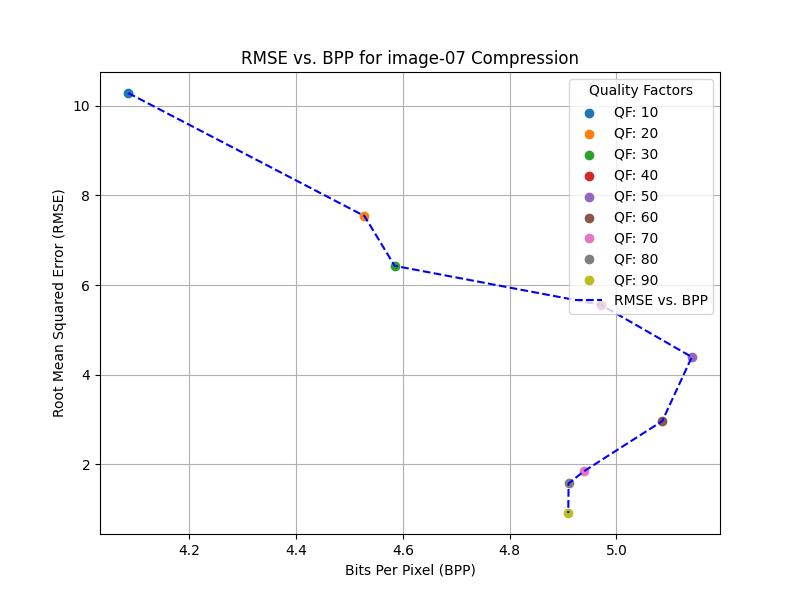 RMSE vs. BPP for image-07 Compression
Quality Factors
QF: 10
QF: 20
QF: 30
QF: 40
QF: 50
QF: 60
QF: 70
QF: 80
QF: 90
RMSE vs. BPP
10
8
6
4
2
Root Mean Squared Error (RMSE)
4.2 4.4 4.6 4.8 5.0
Bits Per Pixel (BPP)